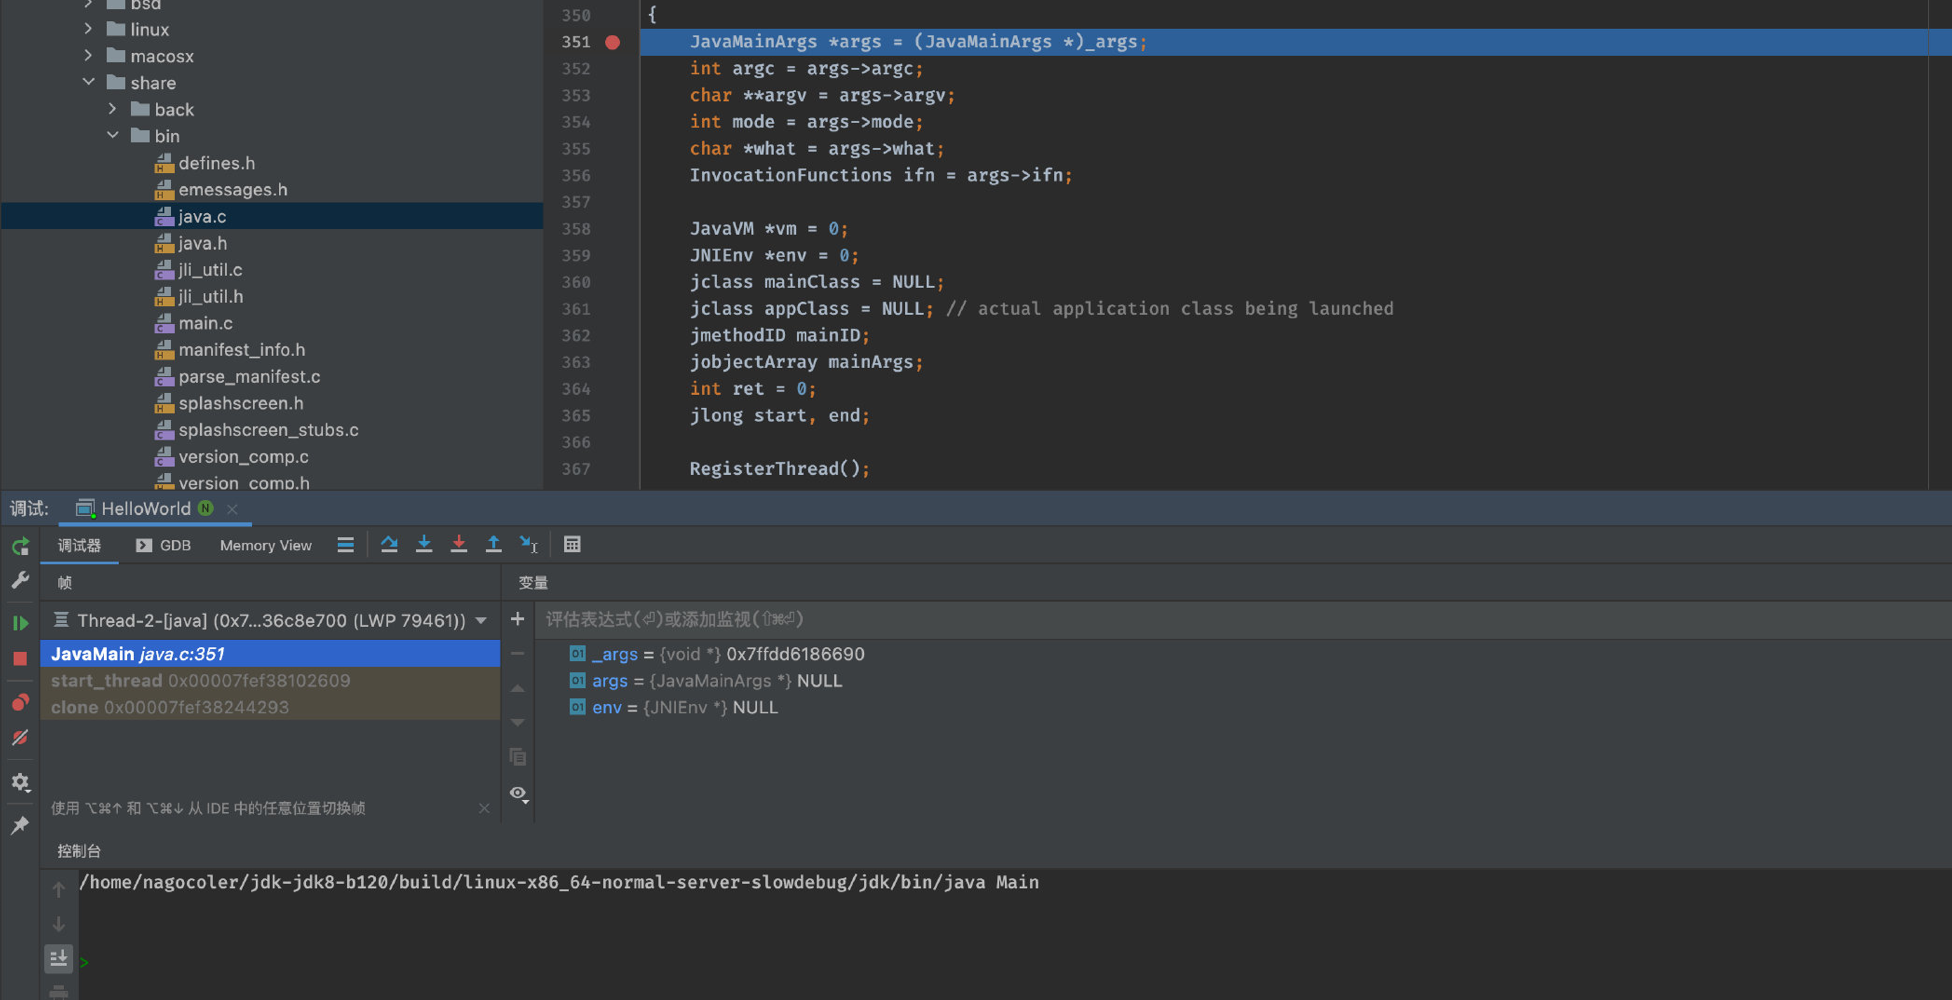 bsd
linux
macosx
share
back
bin
defines.h
emessages.h
java.c
java.h
jli_util.c
jli_util.h
main.c
manifest_info.h
parse_manifest.c
splashscreen.h
splashscreen_stubs.c
version_comp.c
version_comp.h
350 {
351 JavaMainArgs *args = (JavaMainArgs *)_args;
352 int argc = args->argc;
353 char **argv = args->argv;
354 int mode = args->mode;
355 char *what = args->what;
356 InvocationFunctions ifn = args->ifn;
357
358 JavaVM *vm = 0;
359 JNIEnv *env = 0;
360 jclass mainClass = NULL;
361 jclass appClass = NULL; // actual application class being launched
362 jmethodID mainID;
363 jobjectArray mainArgs;
364 int ret = 0;
365 jlong start, end;
366
367 RegisterThread();
调试: HelloWorld N
调试器 GDB Memory View
帧
Thread-2-[java] (0x7...36c8e700 (LWP 79461))
JavaMain java.c:351
start_thread 0x00007fef38102609
clone 0x00007fef38244293
使用 ⌥⌘↑ 和 ⌥⌘↓ 从 IDE 中的任意位置切换帧
变量
评估表达式(⏎)或添加监视(⇧⌘⏎)
_args = {void *} 0x7ffdd6186690
args = {JavaMainArgs *} NULL
env = {JNIEnv *} NULL
控制台
/home/nagocoler/jdk-jdk8-b120/build/linux-x86_64-normal-server-slowdebug/jdk/bin/java Main
>